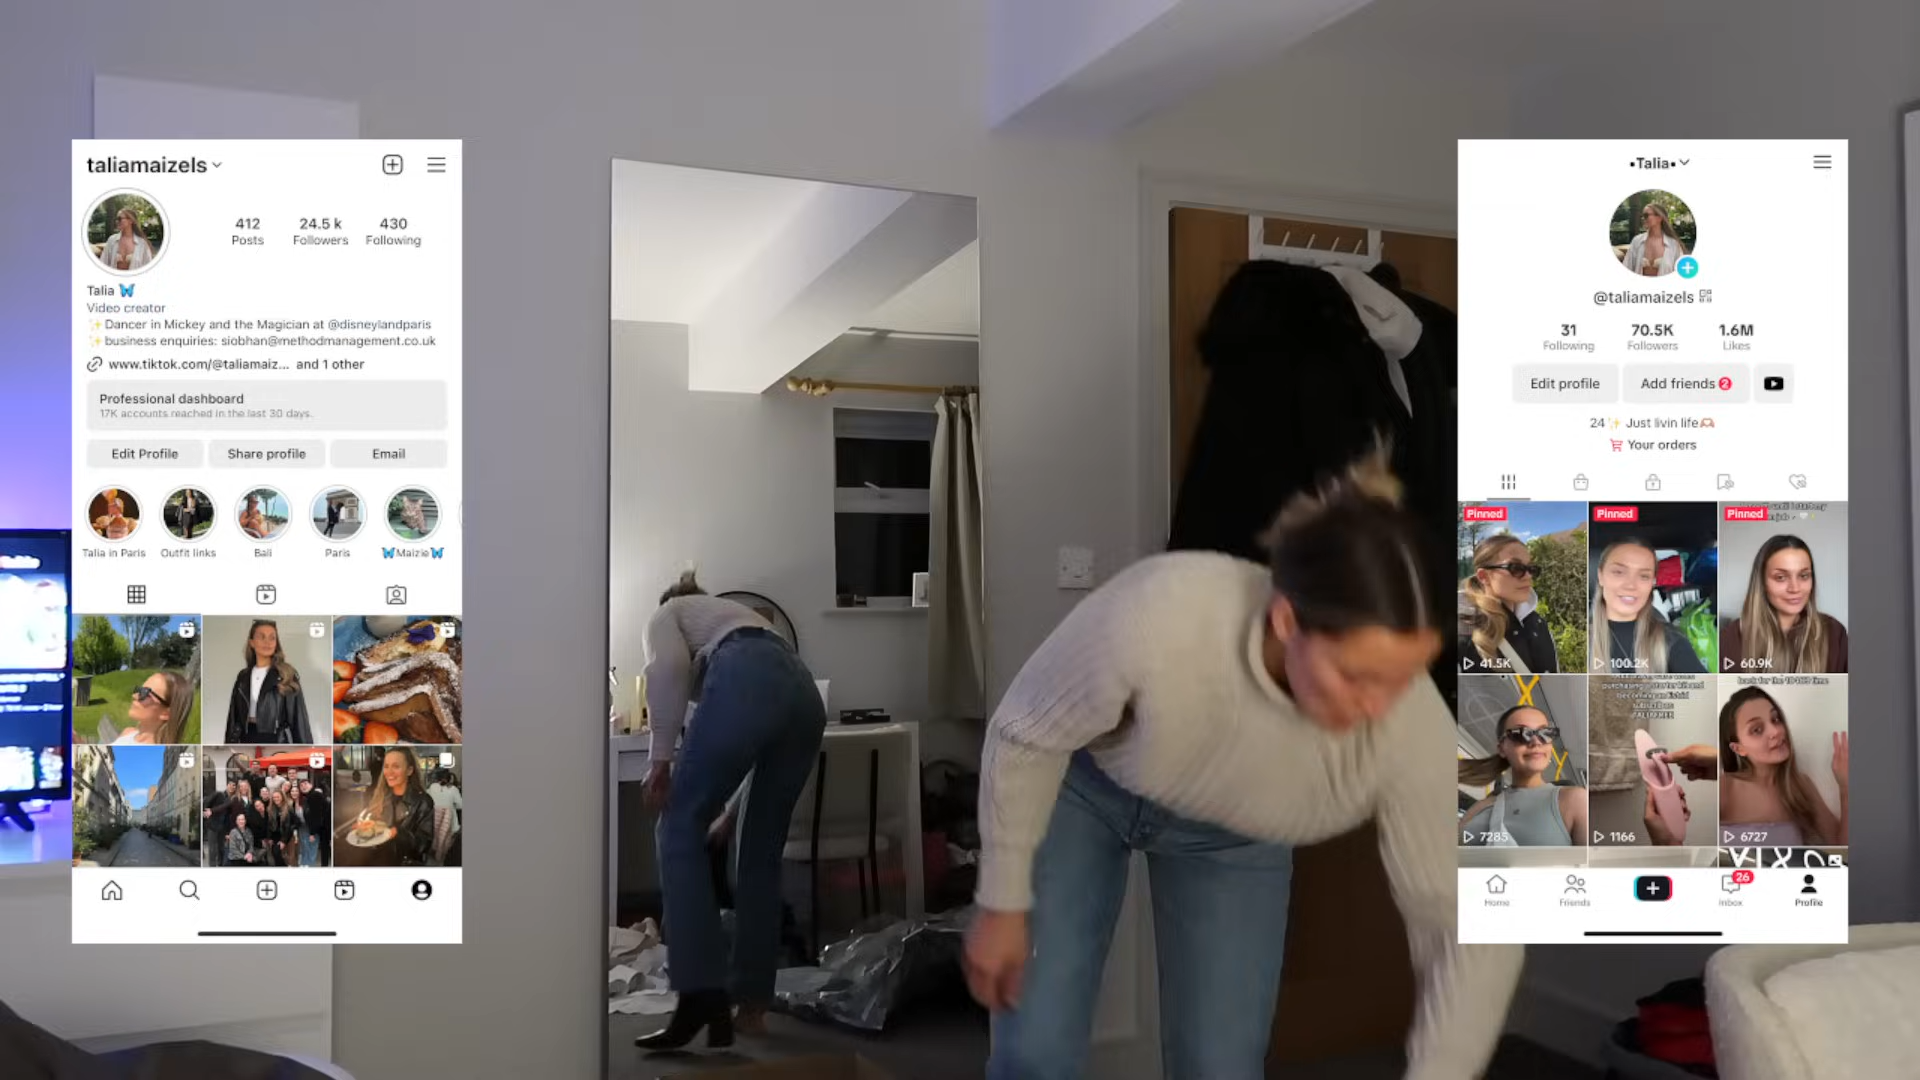 taliamaizels
412
24.5 k
430
Posts
Followers
Following
Talia 🦋
Video creator
✨Dancer in Mickey and the Magician at @disneylandparis
✨business enquiries: siobhan@methodmanagement.co.uk
www.tiktok.com/@taliamaiz... and 1 other
Professional dashboard
17K accounts reached in the last 30 days.
Edit Profile
Share profile
Email
Talia in Paris
Outfit links
Bali
Paris
🦋Maizie🦋
•Talia•
@taliamaizels
31
70.5K
1.6M
Following
Followers
Likes
Edit profile
Add friends 2
24✨ Just livin life🫶🏼
Your orders
Pinned
Pinned
Pinned
41.5K
100.2K
60.9K
7285
1166
6727
26
Home
Friends
Inbox
Profile